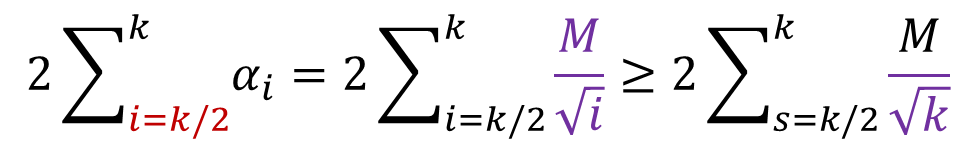 2∑_{i=k/2}^{k} α_i = 2∑_{i=k/2}^{k} M/√i ≥ 2∑_{s=k/2}^{k} M/√k